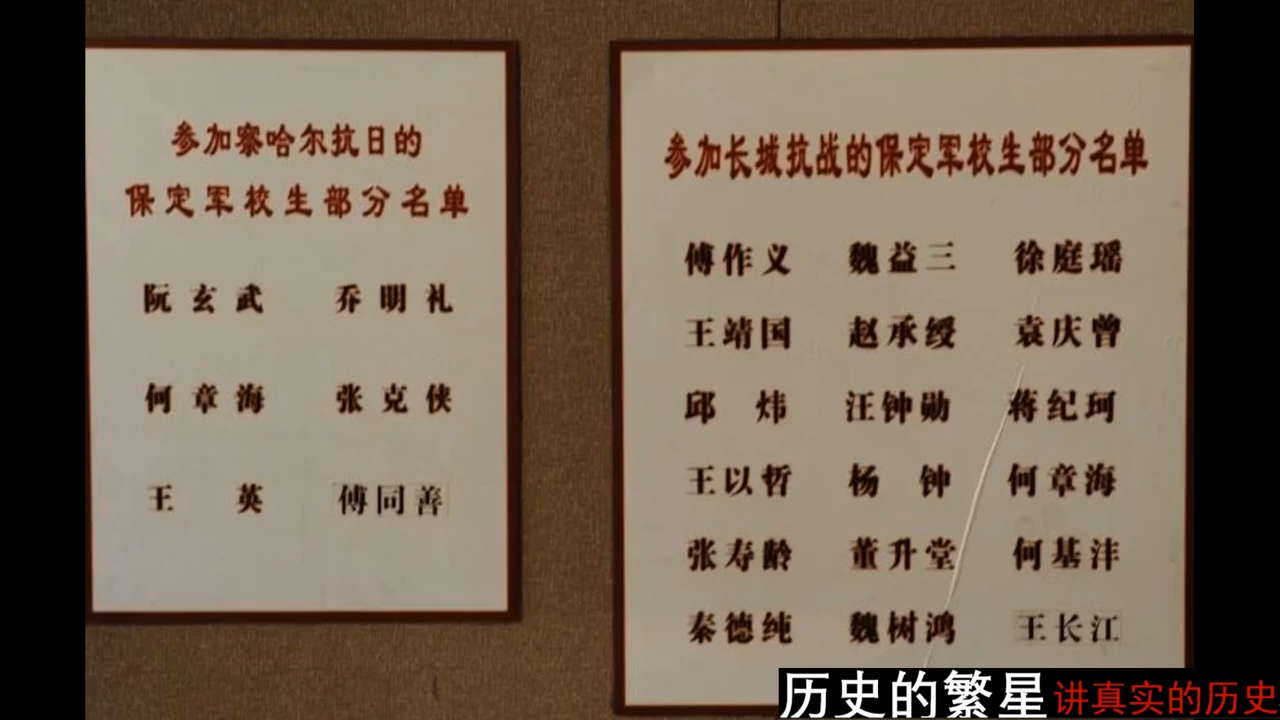 参加察哈尔抗日的
保定军校生部分名单
阮玄武 乔明礼
何章海 张克侠
王英 傅同善
参加长城抗战的保定军校生部分名单
傅作义 魏益三 徐庭瑶
王靖国 赵承绶 袁庆曾
邱炜 汪钟勋 蒋纪珂
王以哲 杨钟 何章海
张寿龄 董升堂 何基沣
秦德纯 魏树鸿 王长江
历史的繁星 讲真实的历史